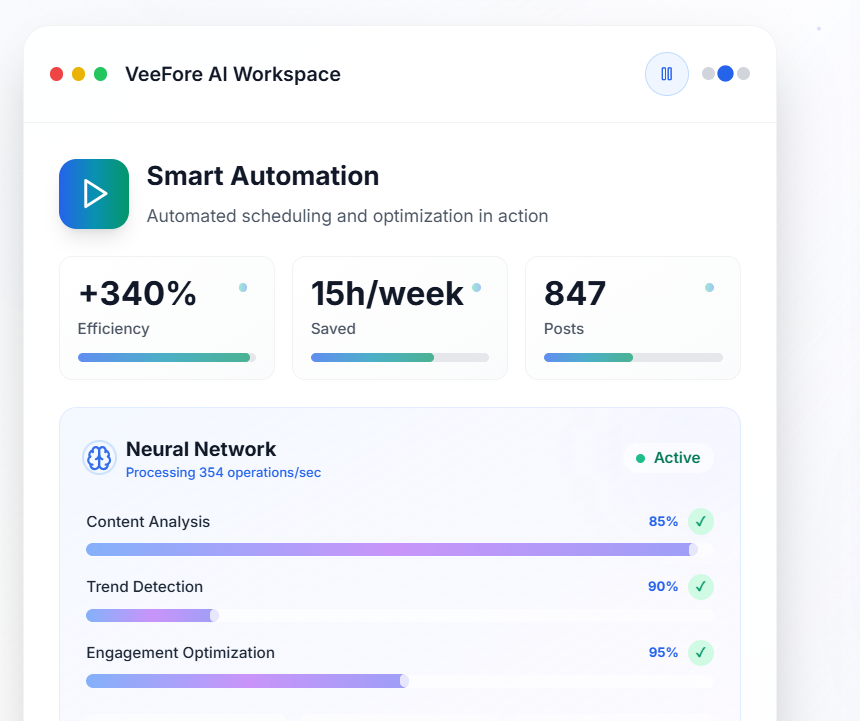 VeeFore AI Workspace
Smart Automation
Automated scheduling and optimization in action
+340%
Efficiency
15h/week
Saved
847
Posts
Neural Network
Processing 354 operations/sec
Active
Content Analysis
85% ✓
Trend Detection
90% ✓
Engagement Optimization
95% ✓